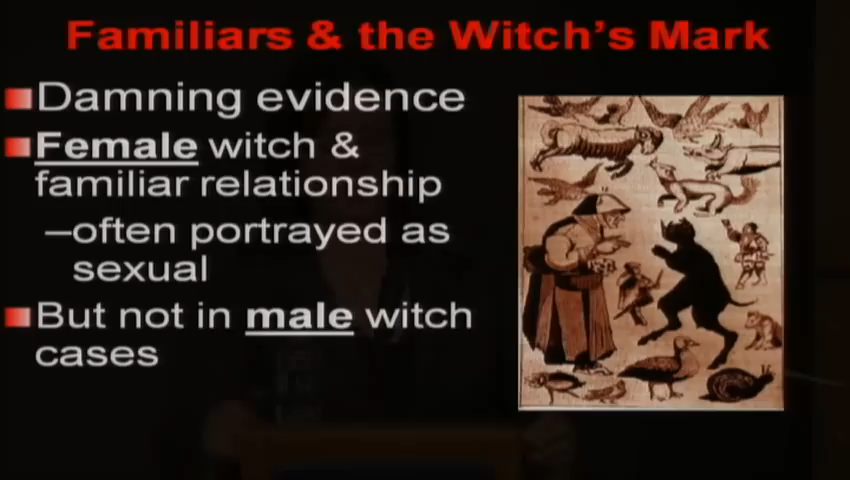 Familiars & the Witch's Mark
Damning evidence
Female witch &
familiar relationship
–often portrayed as
sexual
But not in male witch
cases